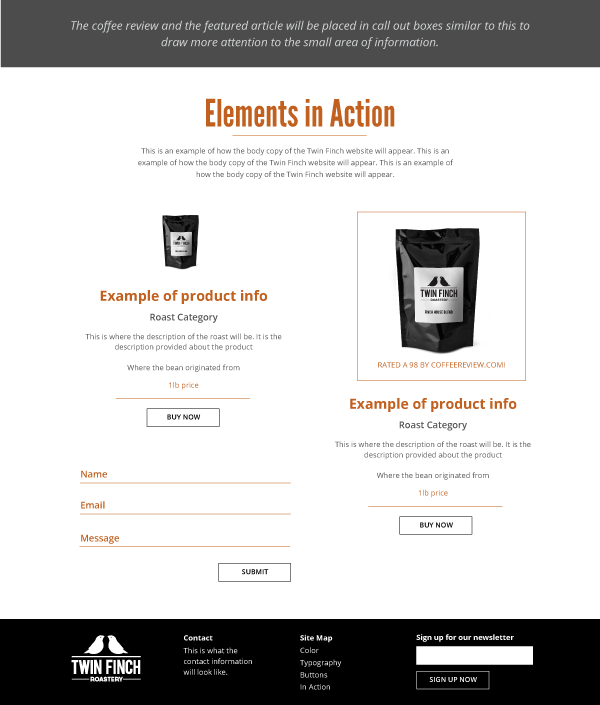 The coffee review and the featured article will be placed in call out boxes similar to this to
draw more attention to the small area of information.
Elements in Action
This is an example of how the body copy of the Twin Finch website will appear. This is an
example of how the body copy of the Twin Finch website will appear. This is an example of
how the body copy of the Twin Finch website will appear.
TWIN FINCH
Example of product info
Roast Category
This is where the description of the roast will be. It is the
description provided about the product
Where the bean originated from
1lb price
BUY NOW
Name
Email
Message
SUBMIT
TWIN FINCH
ROASTERY
FINCH HOUSE BLEND
RATED A 98 BY COFFEEREVIEW.COM!
Example of product info
Roast Category
This is where the description of the roast will be. It is the
description provided about the product
Where the bean originated from
1lb price
BUY NOW
TWIN FINCH
ROASTERY
Contact
This is what the
contact information
will look like.
Site Map
Color
Typography
Buttons
In Action
Sign up for our newsletter
SIGN UP NOW